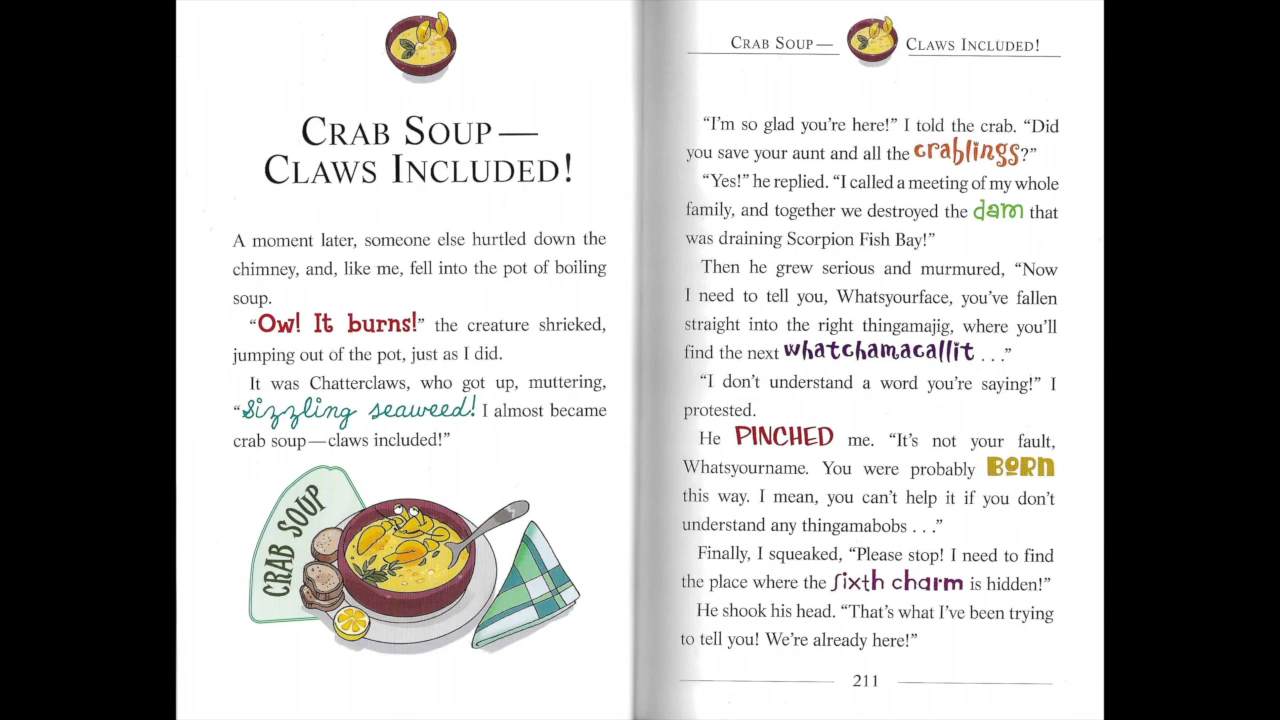 CRAB SOUP—
CLAWS INCLUDED!
A moment later, someone else hurtled down the
chimney, and, like me, fell into the pot of boiling
soup.
“Ow! It burns!” the creature shrieked,
jumping out of the pot, just as I did.
It was Chatterclaws, who got up, muttering,
“Sizzling seaweed! I almost became
crab soup—claws included!”
CRAB SOUP
CRAB SOUP— CLAWS INCLUDED!
“I’m so glad you’re here!” I told the crab. “Did
you save your aunt and all the crablings?”
“Yes!” he replied. “I called a meeting of my whole
family, and together we destroyed the dam that
was draining Scorpion Fish Bay!”
Then he grew serious and murmured, “Now
I need to tell you, Whatsyourface, you’ve fallen
straight into the right thingamajig, where you’ll
find the next whatchamacallit . . .”
“I don’t understand a word you’re saying!” I
protested.
He PINCHED me. “It’s not your fault,
Whatsyourname. You were probably BORN
this way. I mean, you can’t help it if you don’t
understand any thingamabobs . . .”
Finally, I squeaked, “Please stop! I need to find
the place where the sixth charm is hidden!”
He shook his head. “That’s what I’ve been trying
to tell you! We’re already here!”
211